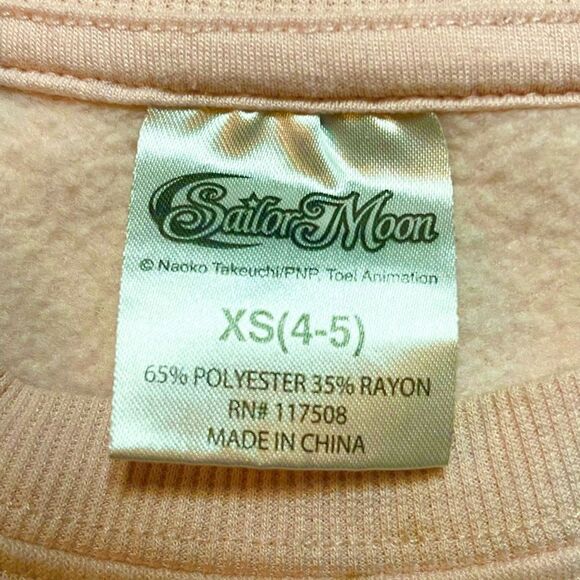 Sailor Moon
© Naoko Takeuchi/PNP, Toei Animation
XS(4-5)
65% POLYESTER 35% RAYON
RN# 117508
MADE IN CHINA